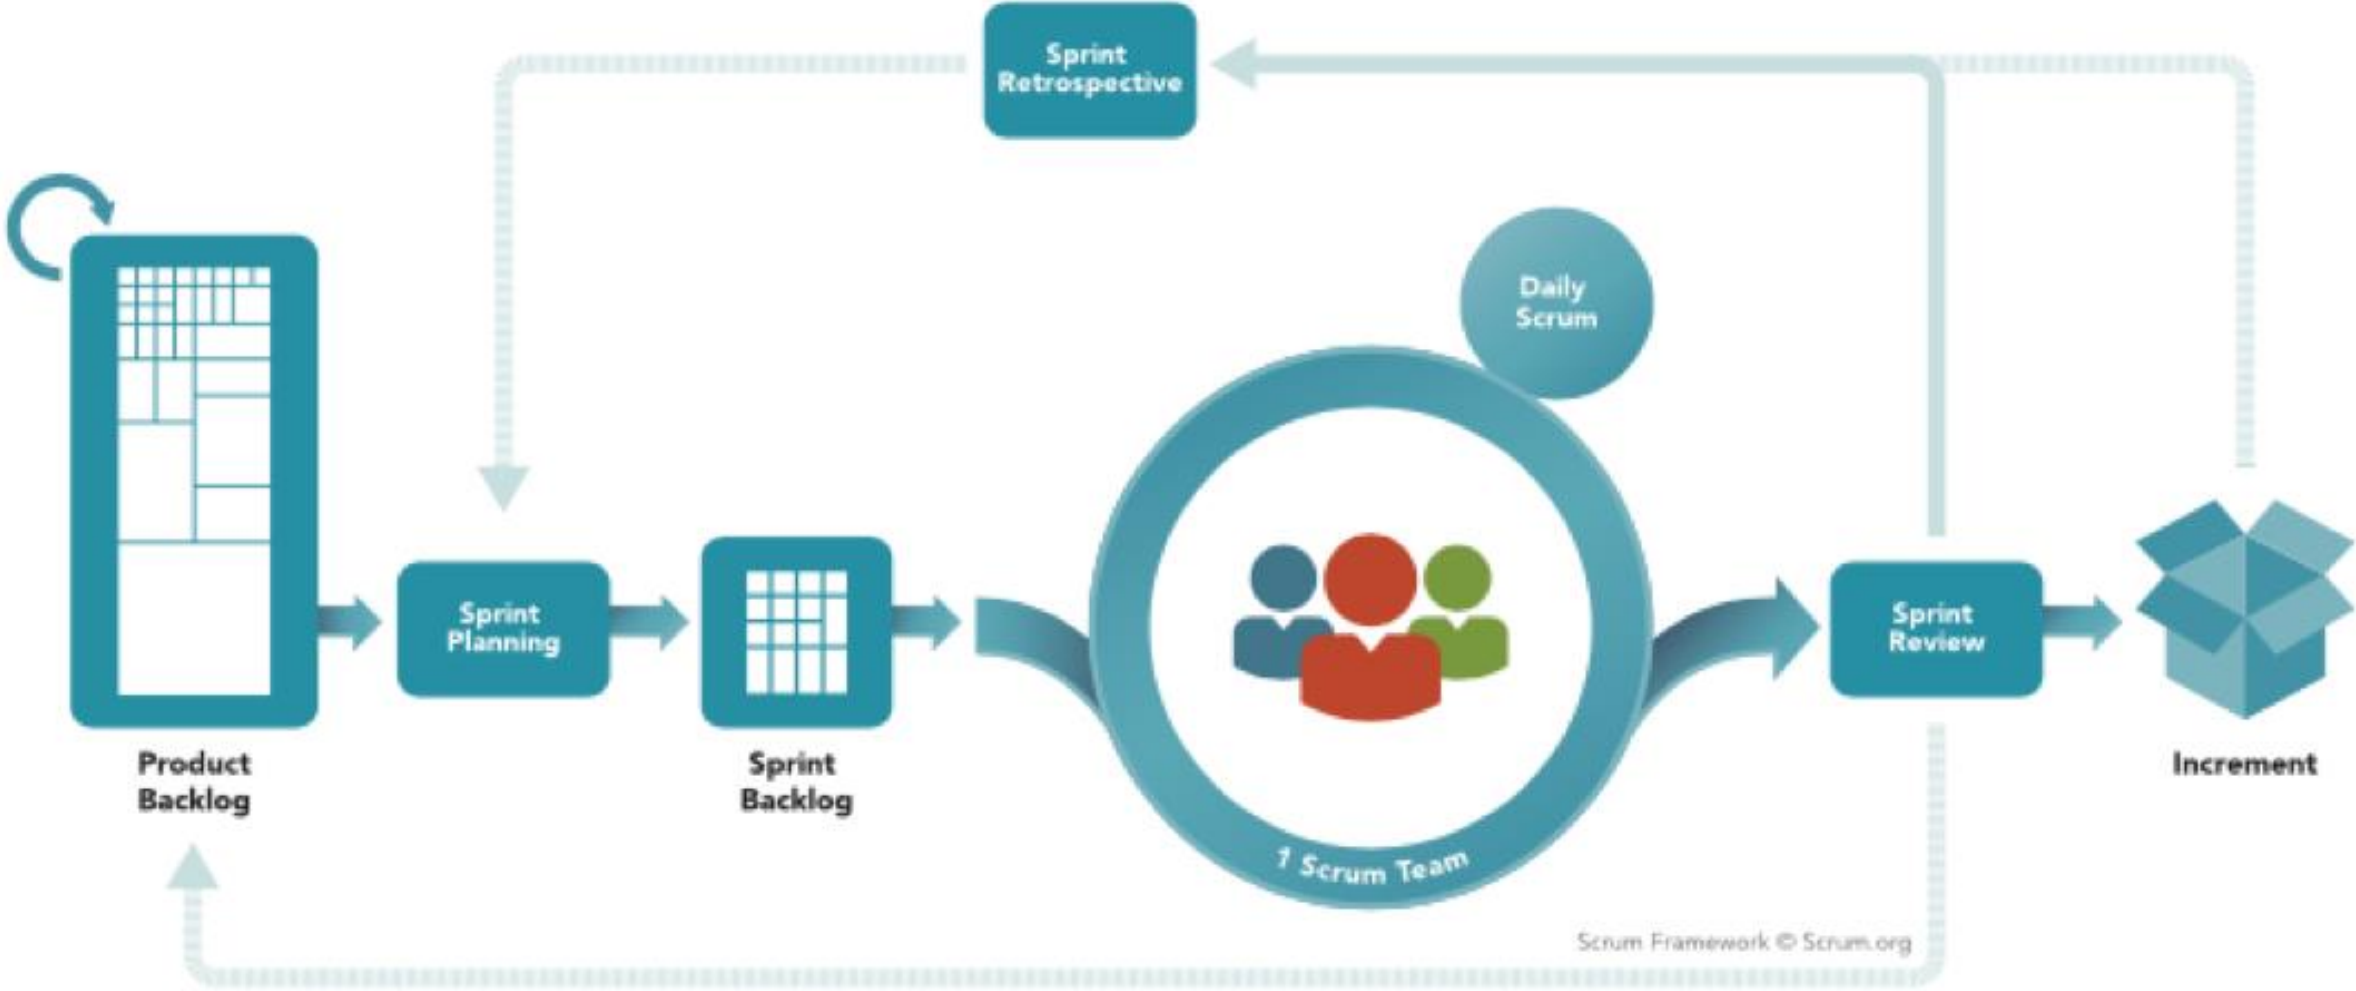 Sprint
Retrospective
Daily
Scrum
Sprint
Planning
Sprint
Review
Product
Backlog
Sprint
Backlog
Increment
1 Scrum Team
Scrum Framework © Scrum.org